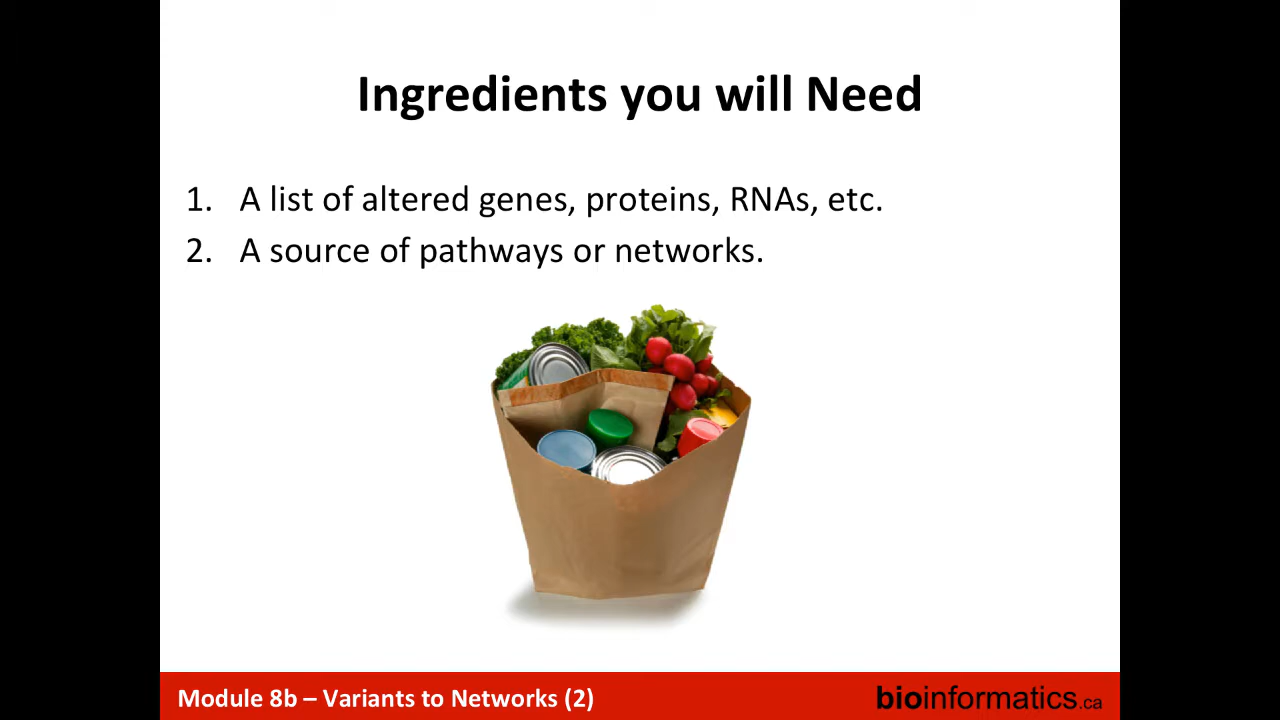 Ingredients you will Need
1. A list of altered genes, proteins, RNAs, etc.
2. A source of pathways or networks.
Module 8b – Variants to Networks (2)
bioinformatics.ca